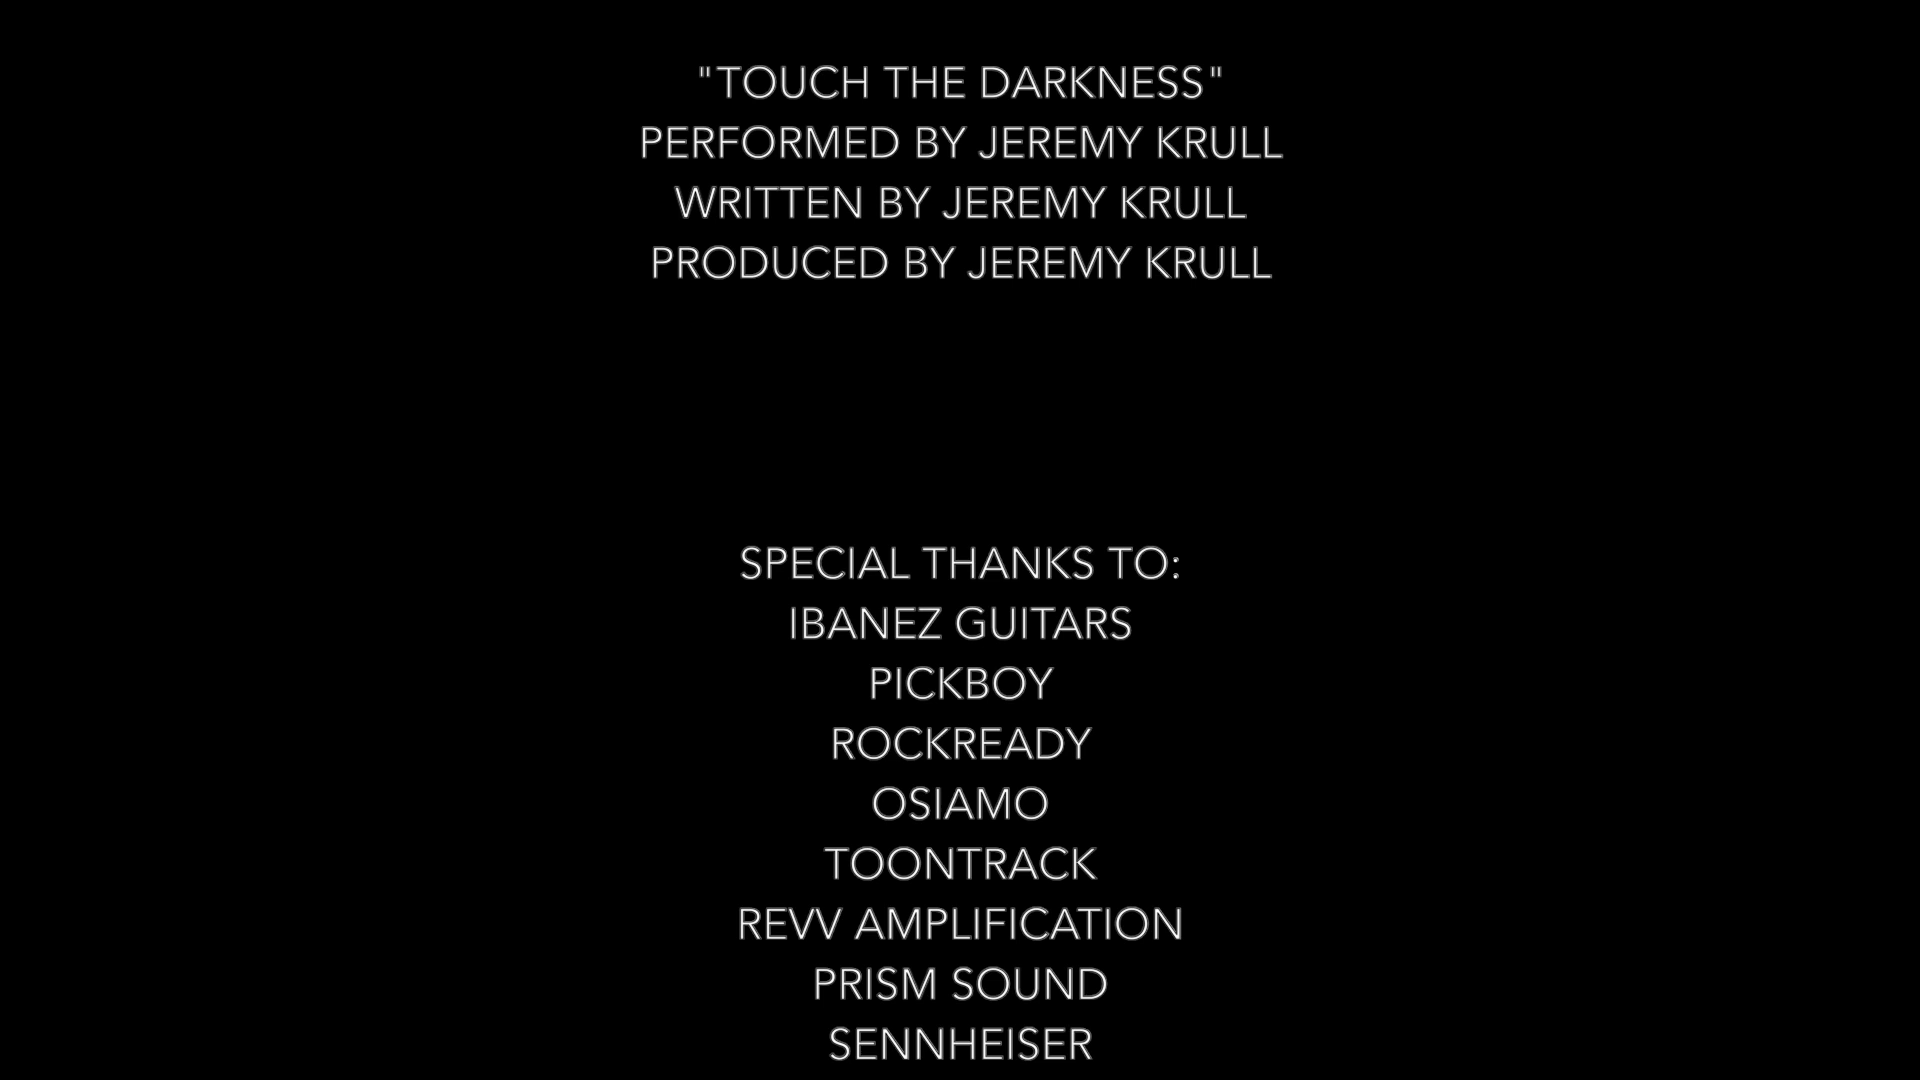 "TOUCH THE DARKNESS"
PERFORMED BY JEREMY KRULL
WRITTEN BY JEREMY KRULL
PRODUCED BY JEREMY KRULL
SPECIAL THANKS TO:
IBANEZ GUITARS
PICKBOY
ROCKREADY
OSIAMO
TOONTRACK
REVV AMPLIFICATION
PRISM SOUND
SENNHEISER